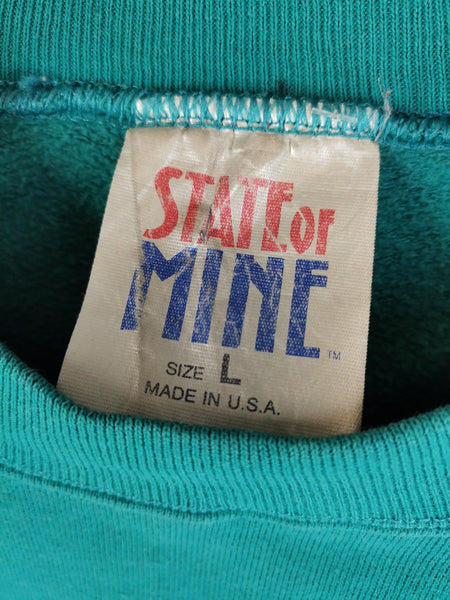 STATE OF
MINE™
SIZE L
MADE IN U.S.A.